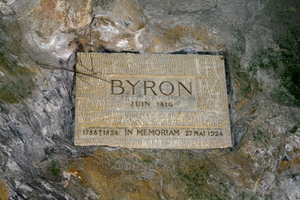 BYRON
JUIN 1816
1788 † 1824 IN MEMORIAM 27 MAI 1924